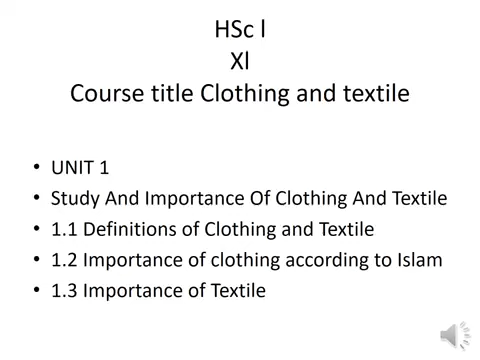 HSc l
Xl
Course title Clothing and textile
• UNIT 1
• Study And Importance Of Clothing And Textile
• 1.1 Definitions of Clothing and Textile
• 1.2 Importance of clothing according to Islam
• 1.3 Importance of Textile